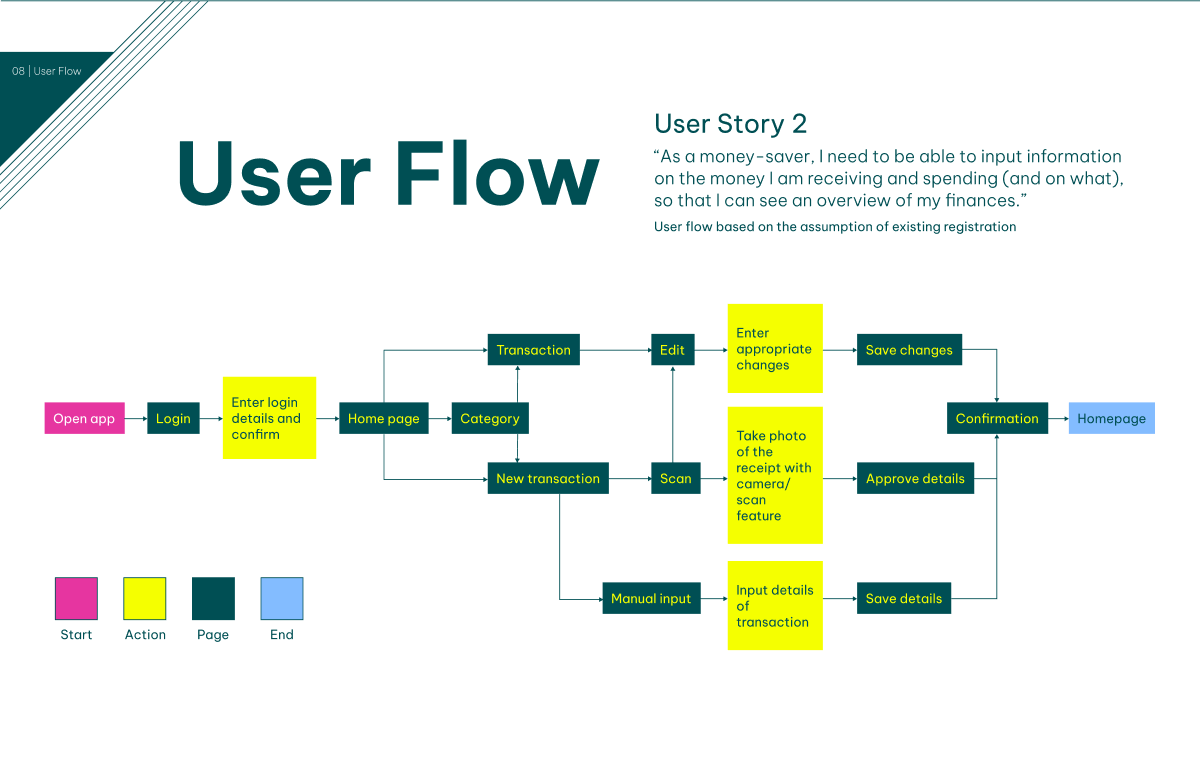 08 | User Flow
User Flow
User Story 2
“As a money-saver, I need to be able to input information
on the money I am receiving and spending (and on what),
so that I can see an overview of my finances.”
User flow based on the assumption of existing registration
Open app
Login
Enter login
details and
confirm
Home page
Category
Transaction
New transaction
Edit
Scan
Manual input
Enter
appropriate
changes
Take photo
of the
receipt with
camera/
scan
feature
Input details
of
transaction
Save changes
Approve details
Save details
Confirmation
Homepage
Start
Action
Page
End